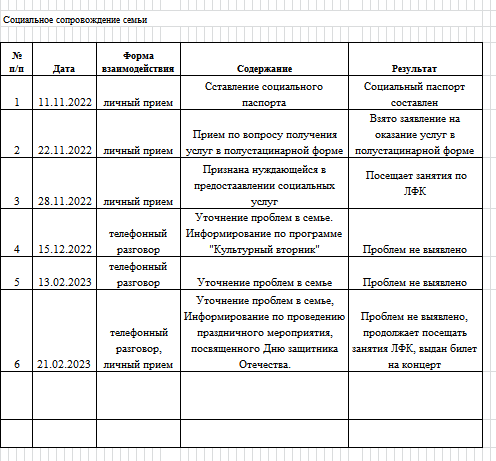 Социальное сопровождение семьи
№ п/п Дата Форма взаимодействия Содержание Результат
1 11.11.2022 личный прием Сставление социального паспорта Социальный паспорт составлен
2 22.11.2022 личный прием Прием по вопросу получения услуг в полустацинарной форме Взято заявление на оказание услуг в полустацинарной форме
3 28.11.2022 личный прием Признана нуждающейся в предостаавлении социальных услуг Посещает занятия по ЛФК
4 15.12.2022 телефонный разговор Уточнение проблем в семье. Информирование по программе "Культурный вторник" Проблем не выявлено
5 13.02.2023 телефонный разговор Уточнение проблем в семье Проблем не выявлено
6 21.02.2023 телефонный разговор, личный прием Уточнение проблем в семье, Информирование по проведению праздничного мероприятия, посвященного Дню защитника Отечества. Проблем не выявлено, продолжает посещать занятия ЛФК, выдан билет на концерт